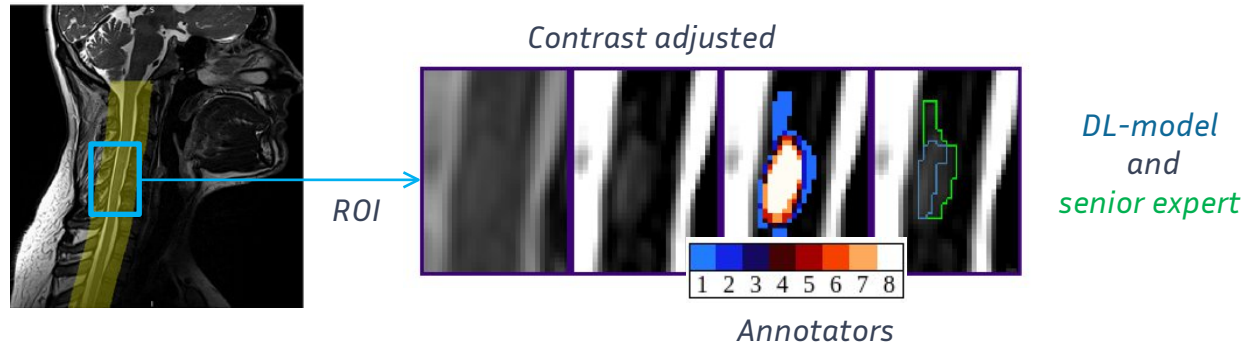 Contrast adjusted
ROI
DL-model
and
senior expert
1 2 3 4 5 6 7 8
Annotators